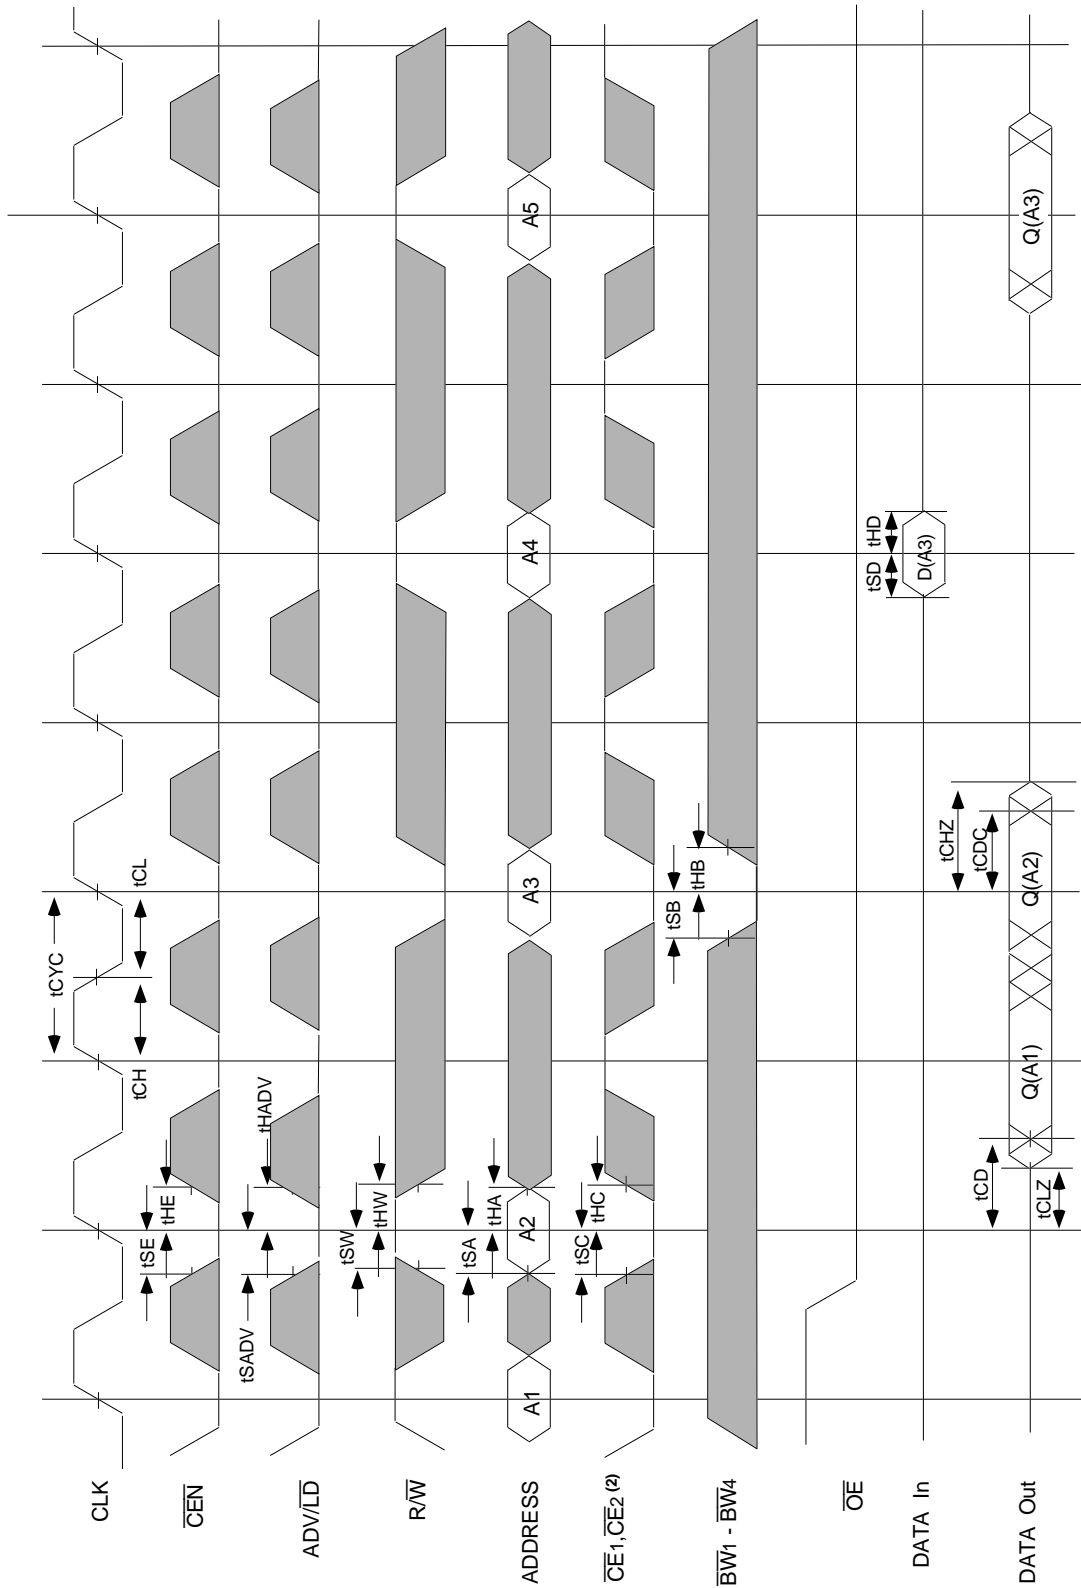 CLK
tCYC
tCH
tCL
CEN
tSE
tHE
ADV/LD
tSADV
tHADV
R/W
tSW
tHW
ADDRESS
A1
A2
A3
A4
A5
tSA
tHA
CE1,CE2 (2)
tSC
tHC
BW1 - BW4
tSB
tHB
OE
DATA In
D(A3)
tSD
tHD
DATA Out
tCD
tCLZ
Q(A1)
Q(A2)
tCHZ
tCDC
Q(A3)